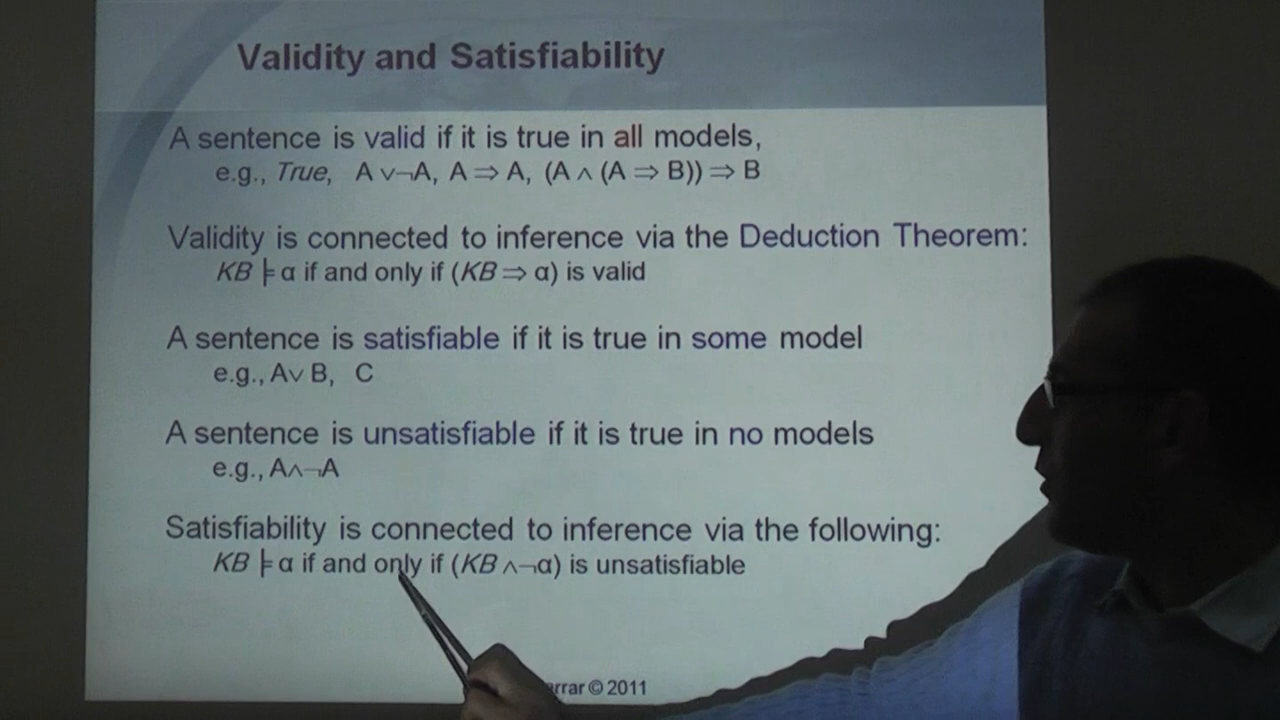 Validity and Satisfiability
A sentence is valid if it is true in all models,
e.g., True, A ∨¬A, A ⇒ A, (A ∧ (A ⇒ B)) ⇒ B
Validity is connected to inference via the Deduction Theorem:
KB ⊧ α if and only if (KB ⇒ α) is valid
A sentence is satisfiable if it is true in some model
e.g., A∨ B, C
A sentence is unsatisfiable if it is true in no models
e.g., A∧¬A
Satisfiability is connected to inference via the following:
KB ⊧ α if and only if (KB ∧¬α) is unsatisfiable
© 2011